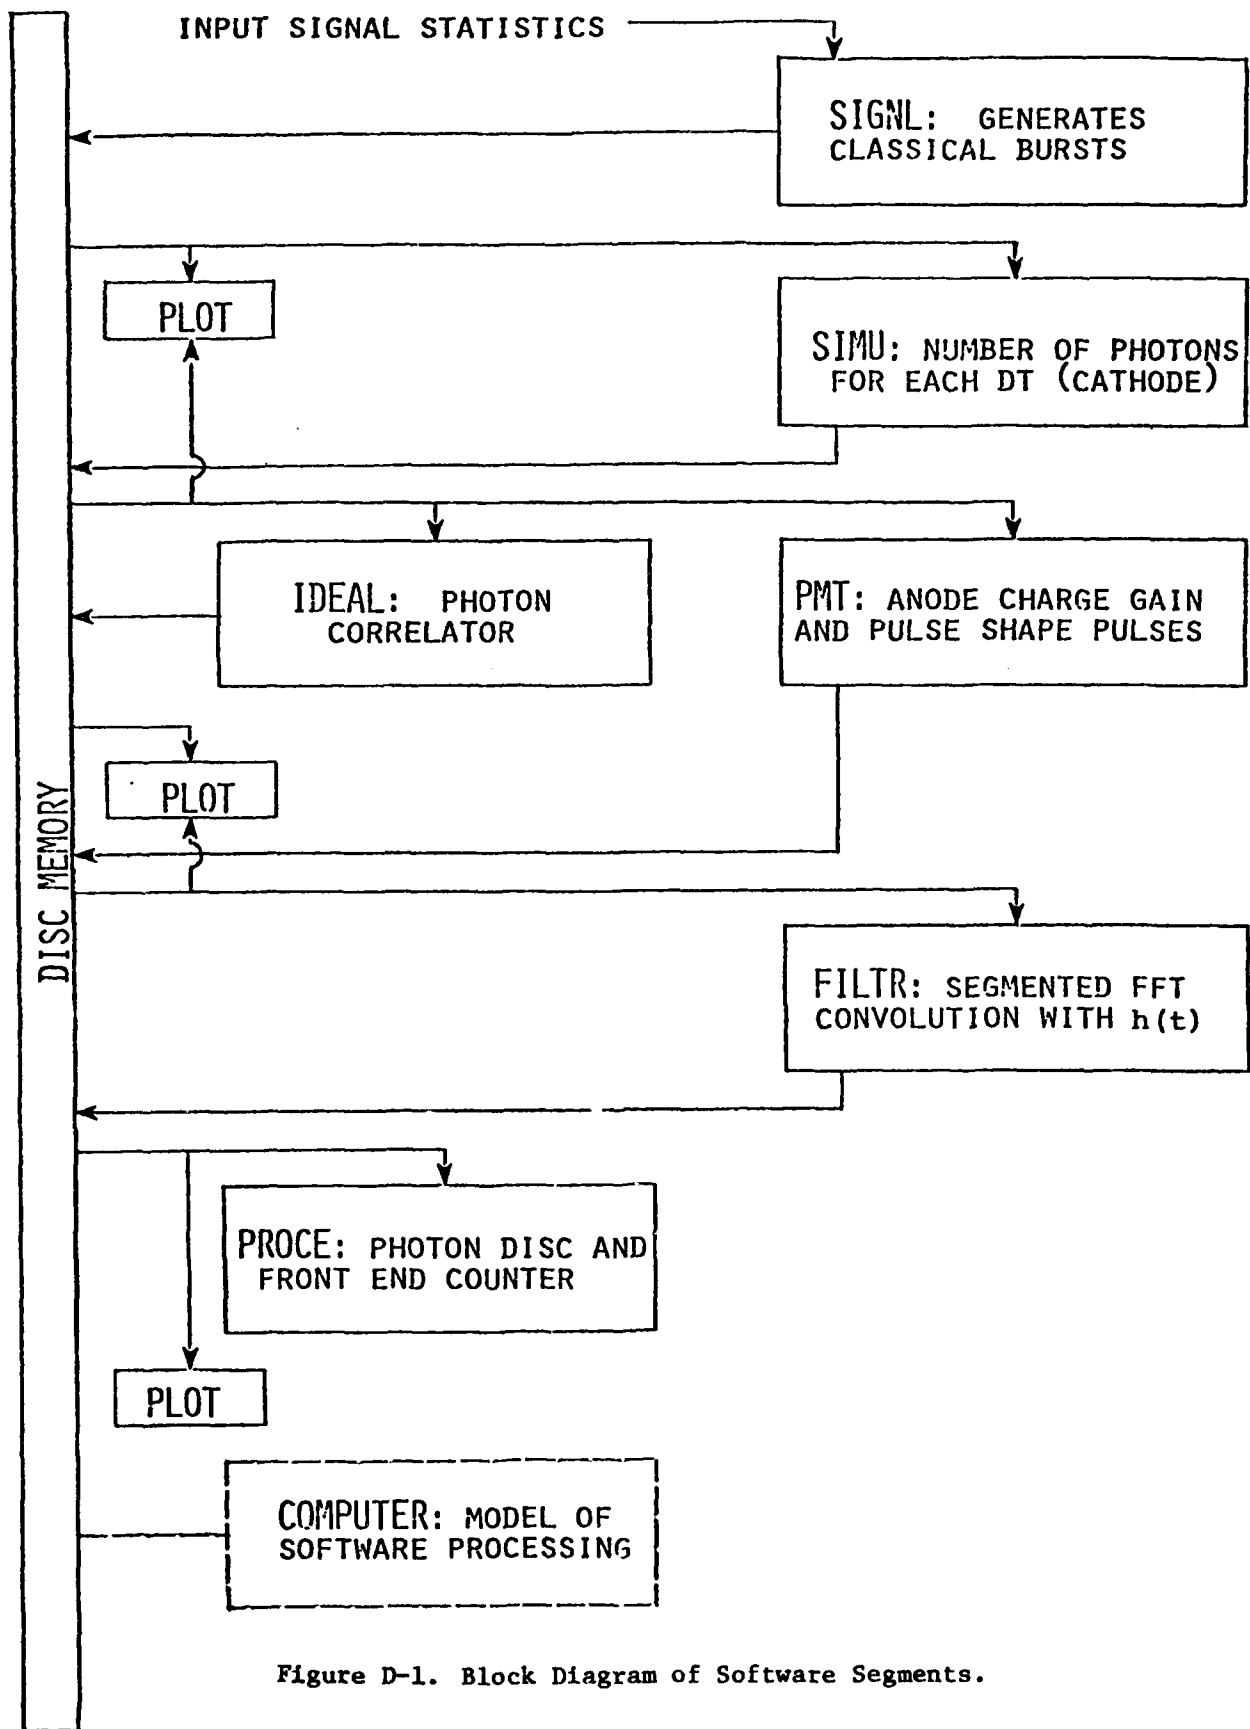 INPUT SIGNAL STATISTICS
SIGNL: GENERATES
CLASSICAL BURSTS
PLOT
SIMU: NUMBER OF PHOTONS
FOR EACH DT (CATHODE)
IDEAL: PHOTON
CORRELATOR
PMT: ANODE CHARGE GAIN
AND PULSE SHAPE PULSES
PLOT
DISC MEMORY
FILTR: SEGMENTED FFT
CONVOLUTION WITH h(t)
PROCE: PHOTON DISC AND
FRONT END COUNTER
PLOT
COMPUTER: MODEL OF
SOFTWARE PROCESSING
Figure D-1. Block Diagram of Software Segments.